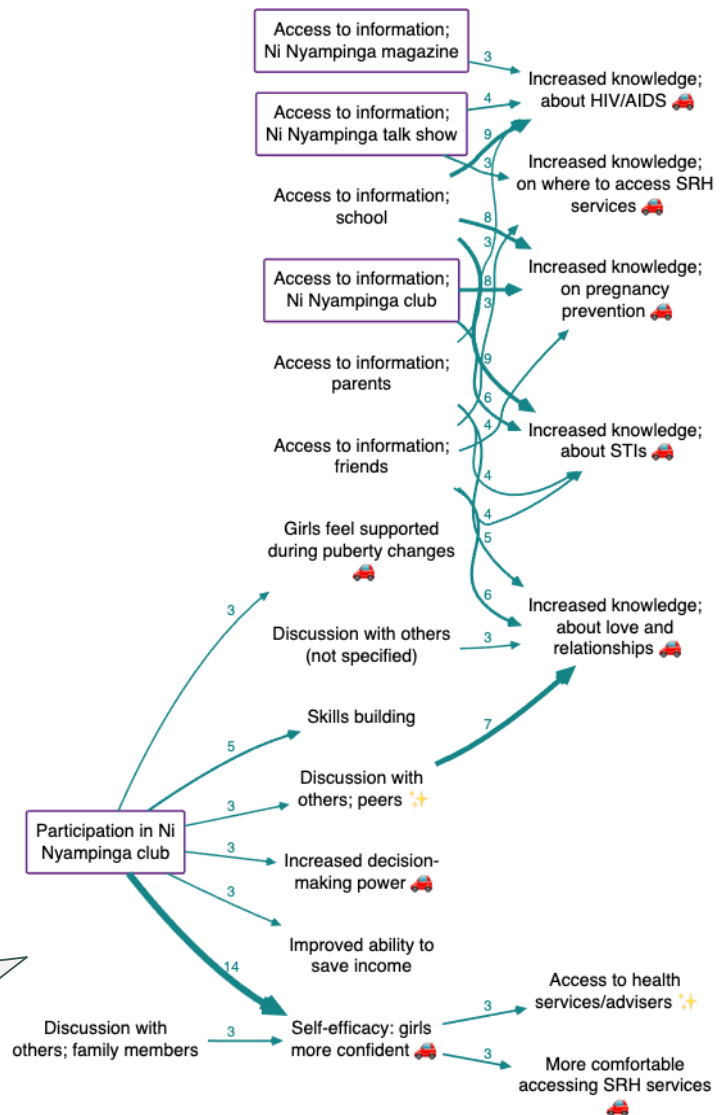 Access to information;
Ni Nyampinga magazine
3
Increased knowledge;
about HIV/AIDS 🚗
Access to information;
Ni Nyampinga talk show
4
9
3
Increased knowledge;
on where to access SRH
services 🚗
Access to information;
school
8
3
Increased knowledge;
on pregnancy
prevention 🚗
Access to information;
Ni Nyampinga club
8
3
Access to information;
parents
9
6
4
Increased knowledge;
about STIs 🚗
Access to information;
friends
4
4
5
Girls feel supported
during puberty changes
🚗
3
6
Increased knowledge;
about love and
relationships 🚗
Discussion with others
(not specified)
3
Skills building
5
7
Discussion with
others; peers ✨
3
Participation in Ni
Nyampinga club
3
Increased decision-
making power 🚗
3
Improved ability to
save income
14
Discussion with
others; family members
3
Self-efficacy: girls
more confident 🚗
3
Access to health
services/advisers ✨
3
More comfortable
accessing SRH services
🚗